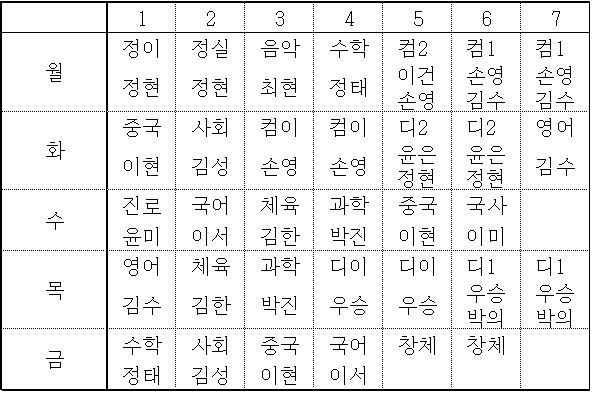 1 2 3 4 5 6 7
월 정이 정실 음악 수학 컴2 컴1 컴1
정현 정현 최현 정태 이건 손영 손영
손영 김수 김수
화 중국 사회 컴이 컴이 디2 디2 영어
이현 김성 손영 손영 윤은 윤은 김수
정현 정현
수 진로 국어 체육 과학 중국 국사
윤미 이서 김한 박진 이현 이미
목 영어 체육 과학 디이 디이 디1 디1
김수 김한 박진 우승 우승 우승 우승
박의 박의
금 수학 사회 중국 국어 창체 창체
정태 김성 이현 이서